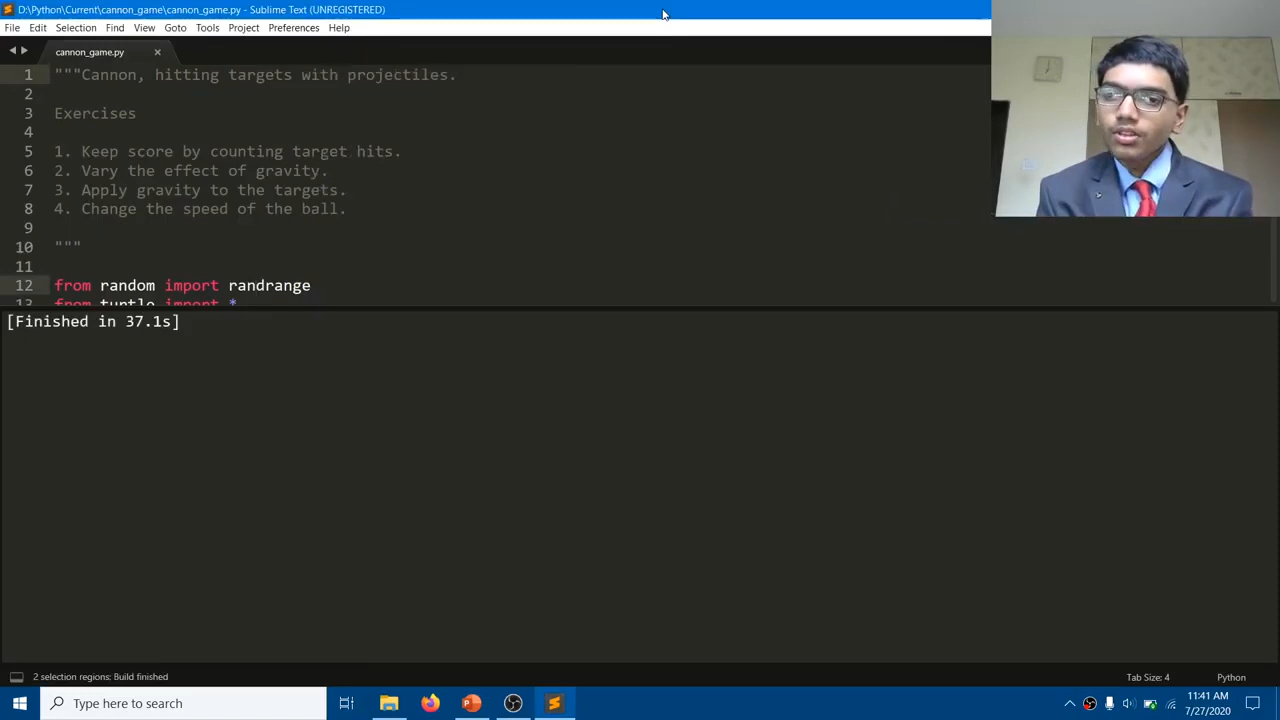 D:\Python\Current\cannon_game\cannon_game.py - Sublime Text (UNREGISTERED)
File Edit Selection Find View Goto Tools Project Preferences Help
cannon_game.py
1 """Cannon, hitting targets with projectiles.
2
3 Exercises
4
5 1. Keep score by counting target hits.
6 2. Vary the effect of gravity.
7 3. Apply gravity to the targets.
8 4. Change the speed of the ball.
9
10 """
11
12 from random import randrange
13 from turtle import *
[Finished in 37.1s]
2 selection regions: Build finished
Tab Size: 4 Python
Type here to search
11:41 AM
7/27/2020